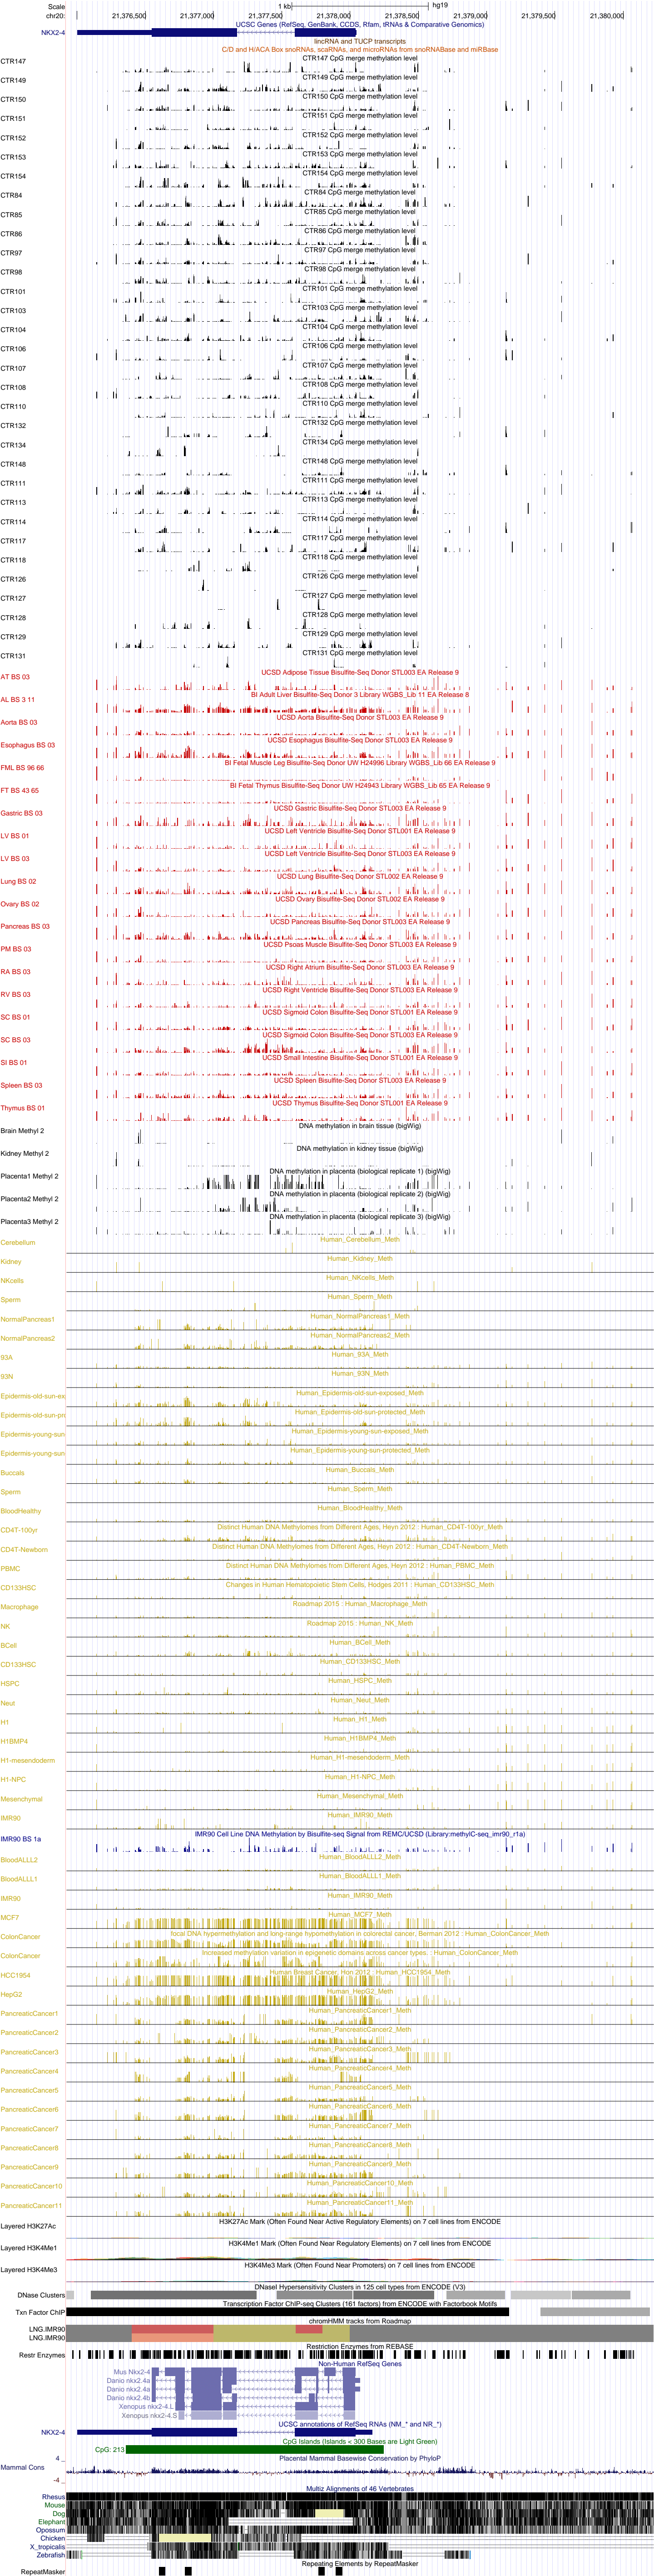 Scale
1 kb
hg19
chr20:
21,376,500
21,377,000
21,377,500
21,378,000
21,378,500
21,379,000
21,379,500
21,380,000
UCSC Genes (RefSeq, GenBank, CCDS, Rfam, tRNAs & Comparative Genomics)
NKX2-4
lincRNA and TUCP transcripts
C/D and H/ACA Box snoRNAs, scaRNAs, and microRNAs from snoRNABase and miRBase
CTR147 CpG merge methylation level
CTR147
CTR149 CpG merge methylation level
CTR149
CTR150 CpG merge methylation level
CTR150
CTR151 CpG merge methylation level
CTR151
CTR152 CpG merge methylation level
CTR152
CTR153 CpG merge methylation level
CTR153
CTR154 CpG merge methylation level
CTR154
CTR84 CpG merge methylation level
CTR84
CTR85 CpG merge methylation level
CTR85
CTR86 CpG merge methylation level
CTR86
CTR97 CpG merge methylation level
CTR97
CTR98 CpG merge methylation level
CTR98
CTR101 CpG merge methylation level
CTR101
CTR103 CpG merge methylation level
CTR103
CTR104 CpG merge methylation level
CTR104
CTR106 CpG merge methylation level
CTR106
CTR107 CpG merge methylation level
CTR107
CTR108 CpG merge methylation level
CTR108
CTR110 CpG merge methylation level
CTR110
CTR132 CpG merge methylation level
CTR132
CTR134 CpG merge methylation level
CTR134
CTR148 CpG merge methylation level
CTR148
CTR111 CpG merge methylation level
CTR111
CTR113 CpG merge methylation level
CTR113
CTR114 CpG merge methylation level
CTR114
CTR117 CpG merge methylation level
CTR117
CTR118 CpG merge methylation level
CTR118
CTR126 CpG merge methylation level
CTR126
CTR127 CpG merge methylation level
CTR127
CTR128 CpG merge methylation level
CTR128
CTR129 CpG merge methylation level
CTR129
CTR131 CpG merge methylation level
CTR131
UCSD Adipose Tissue Bisulfite-Seq Donor STL003 EA Release 9
AT BS 03
BI Adult Liver Bisulfite-Seq Donor 3 Library WGBS_Lib 11 EA Release 8
AL BS 3 11
UCSD Aorta Bisulfite-Seq Donor STL003 EA Release 9
Aorta BS 03
UCSD Esophagus Bisulfite-Seq Donor STL003 EA Release 9
Esophagus BS 03
BI Fetal Muscle Leg Bisulfite-Seq Donor UW H24996 Library WGBS_Lib 66 EA Release 9
FML BS 96 66
BI Fetal Thymus Bisulfite-Seq Donor UW H24943 Library WGBS_Lib 65 EA Release 9
FT BS 43 65
UCSD Gastric Bisulfite-Seq Donor STL003 EA Release 9
Gastric BS 03
UCSD Left Ventricle Bisulfite-Seq Donor STL001 EA Release 9
LV BS 01
UCSD Left Ventricle Bisulfite-Seq Donor STL003 EA Release 9
LV BS 03
UCSD Lung Bisulfite-Seq Donor STL002 EA Release 9
Lung BS 02
UCSD Ovary Bisulfite-Seq Donor STL002 EA Release 9
Ovary BS 02
UCSD Pancreas Bisulfite-Seq Donor STL003 EA Release 9
Pancreas BS 03
UCSD Psoas Muscle Bisulfite-Seq Donor STL003 EA Release 9
PM BS 03
UCSD Right Atrium Bisulfite-Seq Donor STL003 EA Release 9
RA BS 03
UCSD Right Ventricle Bisulfite-Seq Donor STL003 EA Release 9
RV BS 03
UCSD Sigmoid Colon Bisulfite-Seq Donor STL001 EA Release 9
SC BS 01
UCSD Sigmoid Colon Bisulfite-Seq Donor STL003 EA Release 9
SC BS 03
UCSD Small Intestine Bisulfite-Seq Donor STL001 EA Release 9
SI BS 01
UCSD Spleen Bisulfite-Seq Donor STL003 EA Release 9
Spleen BS 03
UCSD Thymus Bisulfite-Seq Donor STL001 EA Release 9
Thymus BS 01
DNA methylation in brain tissue (bigWig)
Brain Methyl 2
DNA methylation in kidney tissue (bigWig)
Kidney Methyl 2
DNA methylation in placenta (biological replicate 1) (bigWig)
Placenta1 Methyl 2
DNA methylation in placenta (biological replicate 2) (bigWig)
Placenta2 Methyl 2
DNA methylation in placenta (biological replicate 3) (bigWig)
Placenta3 Methyl 2
Human_Cerebellum_Meth
Cerebellum
Human_Kidney_Meth
Kidney
Human_NKcells_Meth
NKcells
Human_Sperm_Meth
Sperm
Human_NormalPancreas1_Meth
NormalPancreas1
Human_NormalPancreas2_Meth
NormalPancreas2
Human_93A_Meth
93A
Human_93N_Meth
93N
Human_Epidermis-old-sun-exposed_Meth
Epidermis-old-sun-ex
Human_Epidermis-old-sun-protected_Meth
Epidermis-old-sun-pn
Human_Epidermis-young-sun-exposed_Meth
Epidermis-young-sun
Human_Epidermis-young-sun-protected_Meth
Epidermis-young-sun
Human_Buccals_Meth
Buccals
Human_Sperm_Meth
Sperm
Human_BloodHealthy_Meth
BloodHealthy
Distinct Human DNA Methylomes from Different Ages, Heyn 2012 : Human_CD4T-100yr_Meth
CD4T-100yr
Distinct Human DNA Methylomes from Different Ages, Heyn 2012 : Human_CD4T-Newborn_Meth
CD4T-Newborn
Distinct Human DNA Methylomes from Different Ages, Heyn 2012 : Human_PBMC_Meth
PBMC
Changes in Human Hematopoietic Stem Cells, Hodges 2011 : Human_CD133HSC_Meth
CD133HSC
Roadmap 2015 : Human_Macrophage_Meth
Macrophage
Roadmap 2015 : Human_NK_Meth
NK
Human_BCell_Meth
BCell
Human_CD133HSC_Meth
CD133HSC
Human_HSPC_Meth
HSPC
Human_Neut_Meth
Neut
Human_H1_Meth
H1
Human_H1BMP4_Meth
H1BMP4
Human_H1-mesendoderm_Meth
H1-mesendoderm
Human_H1-NPC_Meth
H1-NPC
Human_Mesenchymal_Meth
Mesenchymal
Human_IMR90_Meth
IMR90
IMR90 Cell Line DNA Methylation by Bisulfite-seq Signal from REMC/UCSD (Library:methylC-seq_imr90_r1a)
IMR90 BS 1a
Human_BloodALLL2_Meth
BloodALLL2
Human_BloodALLL1_Meth
BloodALLL1
Human_IMR90_Meth
IMR90
Human_MCF7_Meth
MCF7
focal DNA hypermethylation and long-range hypomethylation in colorectal cancer, Berman 2012 : Human_ColonCancer_Meth
ColonCancer
Increased methylation variation in epigenetic domains across cancer types. : Human_ColonCancer_Meth
ColonCancer
Human Breast Cancer, Hon 2012 : Human_HCC1954_Meth
HCC1954
Human_HepG2_Meth
HepG2
Human_PancreaticCancer1_Meth
PancreaticCancer1
Human_PancreaticCancer2_Meth
PancreaticCancer2
Human_PancreaticCancer3_Meth
PancreaticCancer3
Human_PancreaticCancer4_Meth
PancreaticCancer4
Human_PancreaticCancer5_Meth
PancreaticCancer5
Human_PancreaticCancer6_Meth
PancreaticCancer6
Human_PancreaticCancer7_Meth
PancreaticCancer7
Human_PancreaticCancer8_Meth
PancreaticCancer8
Human_PancreaticCancer9_Meth
PancreaticCancer9
Human_PancreaticCancer10_Meth
PancreaticCancer10
Human_PancreaticCancer11_Meth
PancreaticCancer11
H3K27Ac Mark (Often Found Near Active Regulatory Elements) on 7 cell lines from ENCODE
Layered H3K27Ac
H3K4Me1 Mark (Often Found Near Regulatory Elements) on 7 cell lines from ENCODE
Layered H3K4Me1
H3K4Me3 Mark (Often Found Near Promoters) on 7 cell lines from ENCODE
Layered H3K4Me3
DNaseI Hypersensitivity Clusters in 125 cell types from ENCODE (V3)
DNase Clusters
Transcription Factor ChIP-seq Clusters (161 factors) from ENCODE with Factorbook Motifs
Txn Factor ChIP
chromHMM tracks from Roadmap
LNG.IMR90
LNG.IMR90
Restriction Enzymes from REBASE
Restr Enzymes
Non-Human RefSeq Genes
Mus Nkx2-4
Danio nkx2.4a
Danio nkx2.4a
Danio nkx2.4b
Xenopus nkx2-4.L
Xenopus nkx2-4.S
UCSC annotations of RefSeq RNAs (NM_* and NR_*)
NKX2-4
CpG Islands (Islands < 300 Bases are Light Green)
CpG: 213
4 _
Placental Mammal Basewise Conservation by PhyloP
Mammal Cons
-4 _
Multiz Alignments of 46 Vertebrates
Rhesus
Mouse
Dog
Elephant
Opossum
Chicken
X_tropicalis
Zebrafish
Repeating Elements by RepeatMasker
RepeatMasker